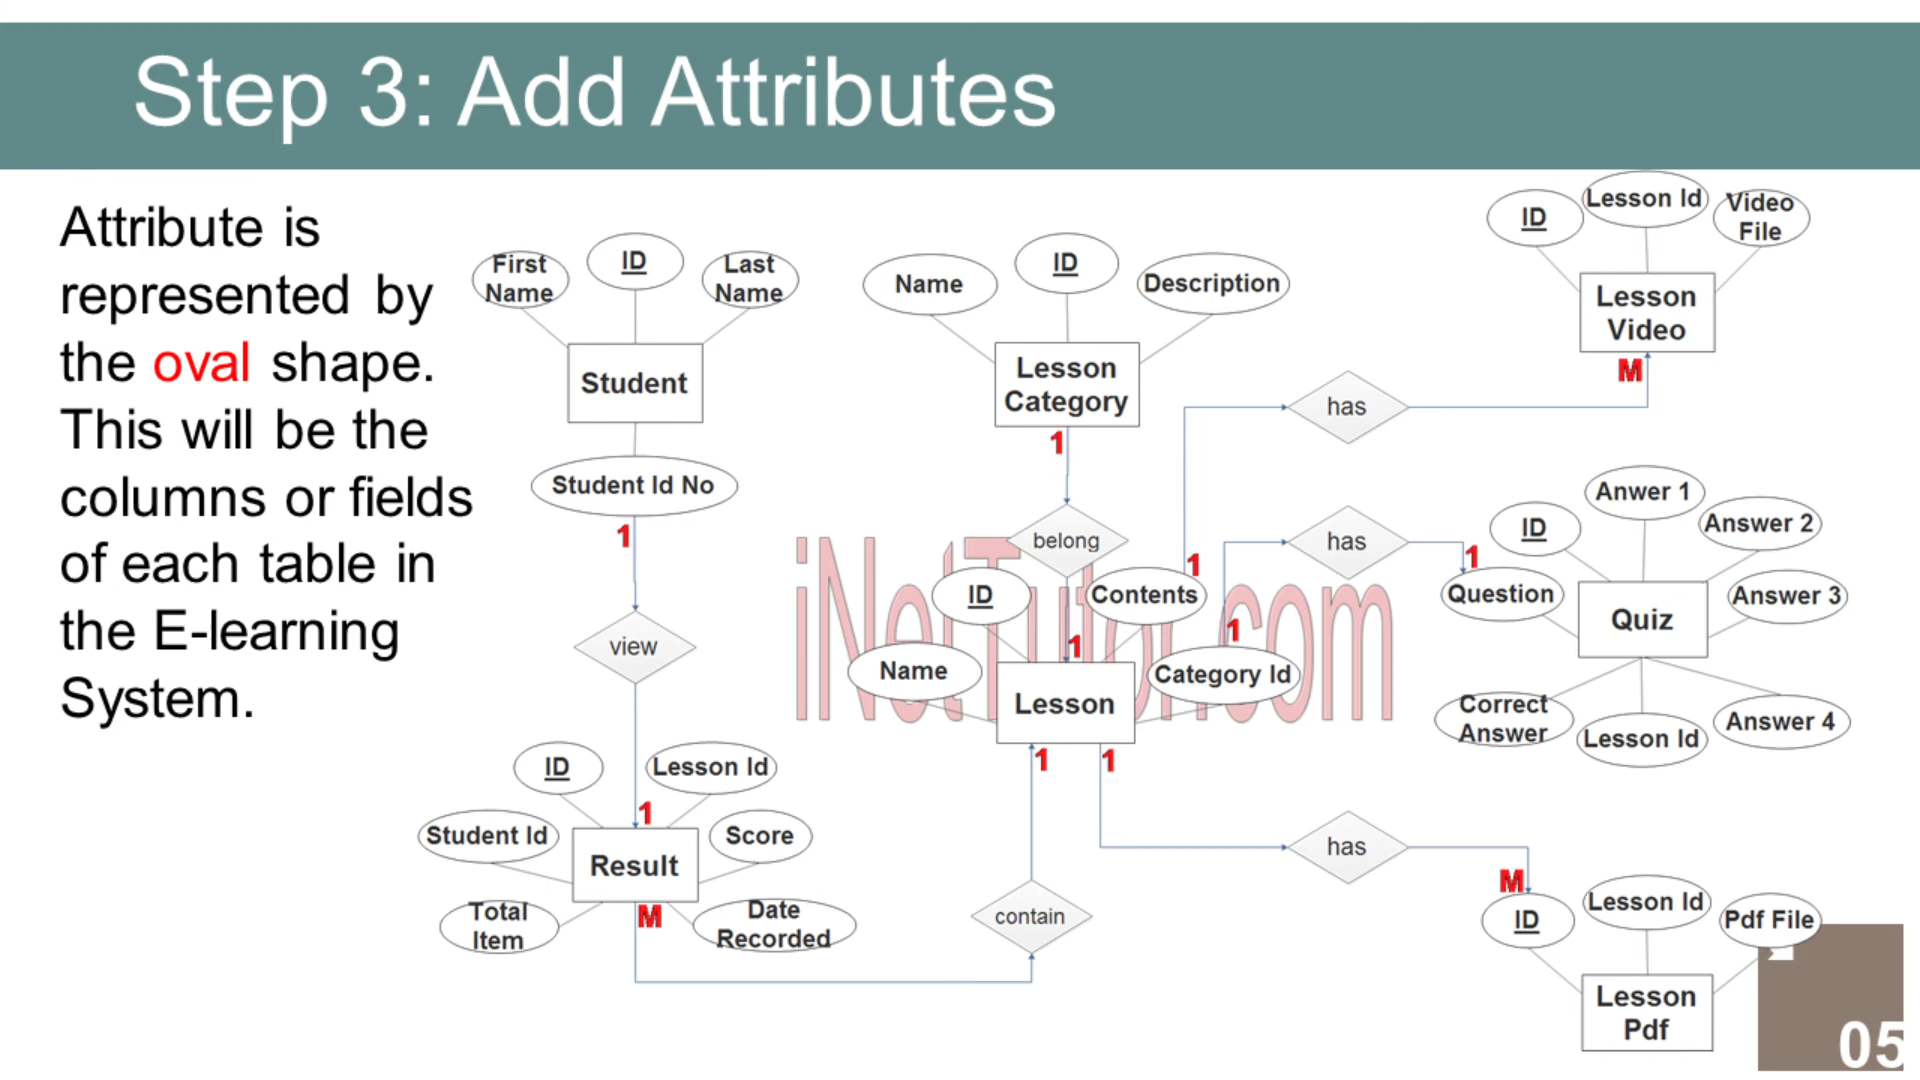 Step 3: Add Attributes
Attribute is
represented by
the oval shape.
This will be the
columns or fields
of each table in
the E-learning
System.
First
Name
ID
Last
Name
Student
Student Id No
1
view
1
ID
Lesson Id
Student Id
Score
Result
Total
Item
Date
Recorded
M
Name
ID
Description
Lesson
Category
1
belong
iNetTutor.com
ID
Contents
1
1
1
Name
Category Id
Lesson
1
1
contain
has
has
has
ID
Lesson Id
Video
File
Lesson
Video
M
Anwer 1
ID
Answer 2
1
Question
Answer 3
Quiz
Correct
Answer
Lesson Id
Answer 4
M
ID
Lesson Id
Pdf File
Lesson
Pdf
05